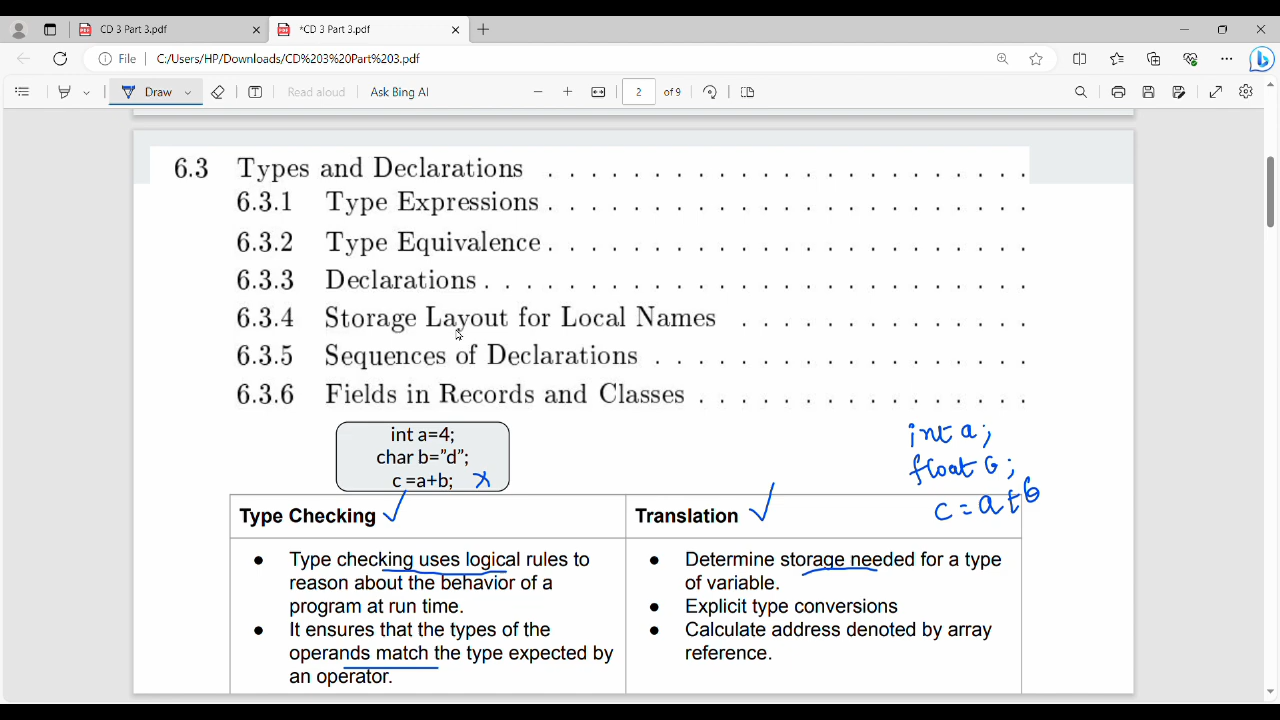 CD 3 Part 3.pdf
*CD 3 Part 3.pdf
File
C:/Users/HP/Downloads/CD%203%20Part%203.pdf
Draw
Read aloud
Ask Bing AI
2
of 9
6.3 Types and Declarations . . . . . . . . . . . . . . . . . . . . . . .
6.3.1 Type Expressions . . . . . . . . . . . . . . . . . . . . . . .
6.3.2 Type Equivalence . . . . . . . . . . . . . . . . . . . . . . .
6.3.3 Declarations . . . . . . . . . . . . . . . . . . . . . . . . . .
6.3.4 Storage Layout for Local Names . . . . . . . . . . . . . .
6.3.5 Sequences of Declarations . . . . . . . . . . . . . . . . . .
6.3.6 Fields in Records and Classes . . . . . . . . . . . . . . . .
int a=4;
char b=”d”;
c =a+b; x
int a;
float b;
c = a + b
Type Checking ✓
Translation ✓
● Type checking uses logical rules to
reason about the behavior of a
program at run time.
● It ensures that the types of the
operands match the type expected by
an operator.
● Determine storage needed for a type
of variable.
● Explicit type conversions
● Calculate address denoted by array
reference.